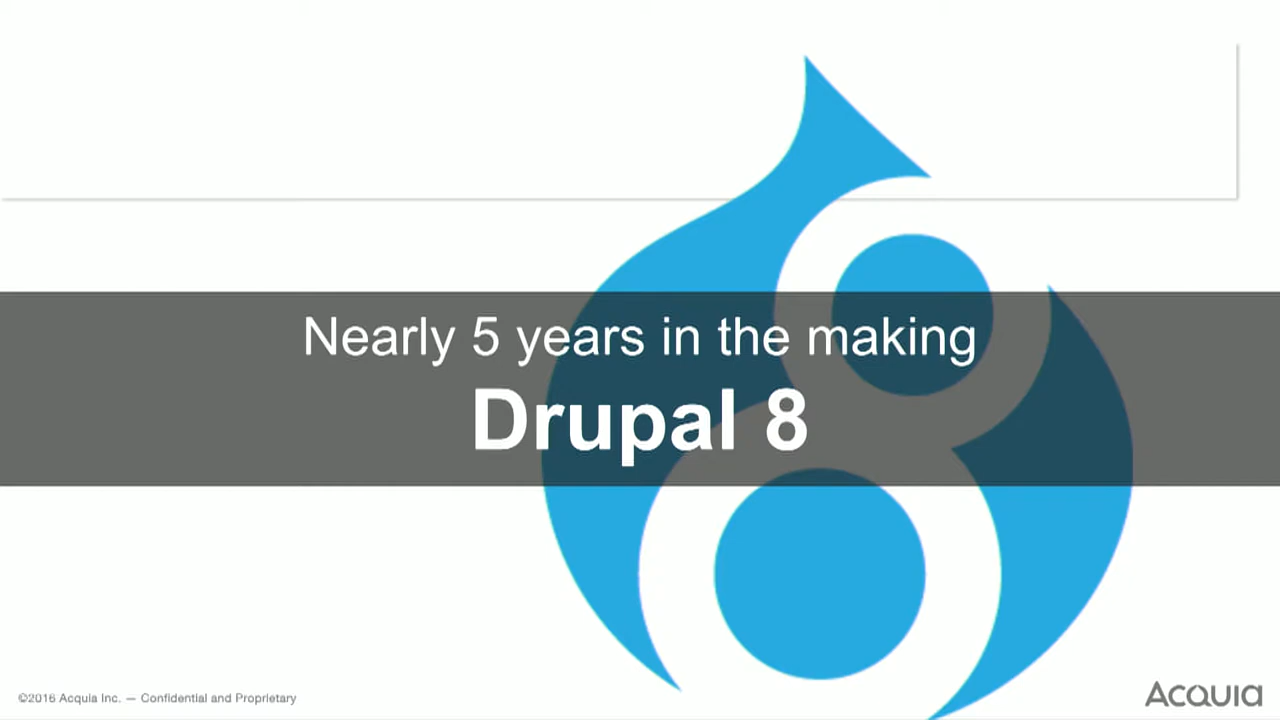 Nearly 5 years in the making
Drupal 8
©2016 Acquia Inc. — Confidential and Proprietary
Acquia